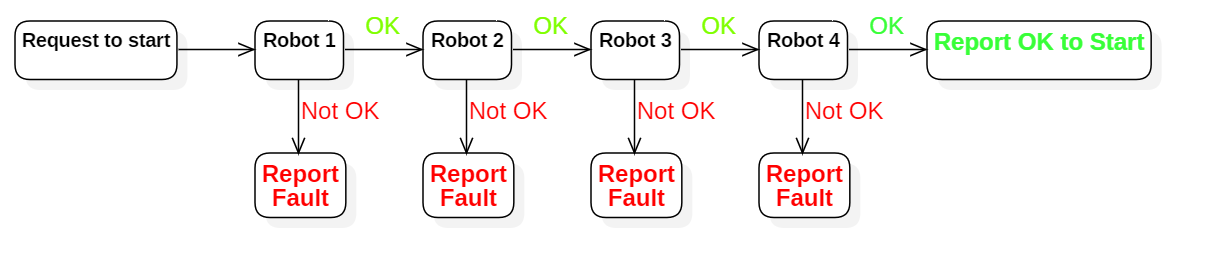 OK OK OK OK
Request to start Robot 1 Robot 2 Robot 3 Robot 4 Report OK to Start
Not OK Not OK Not OK Not OK
Report Report Report Report
Fault Fault Fault Fault